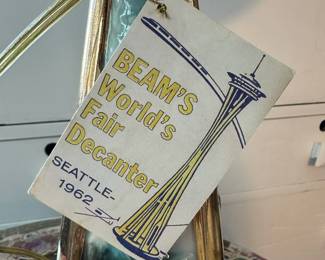 BEAM'S
World's
Fair
Decanter
SEATTLE-
1962